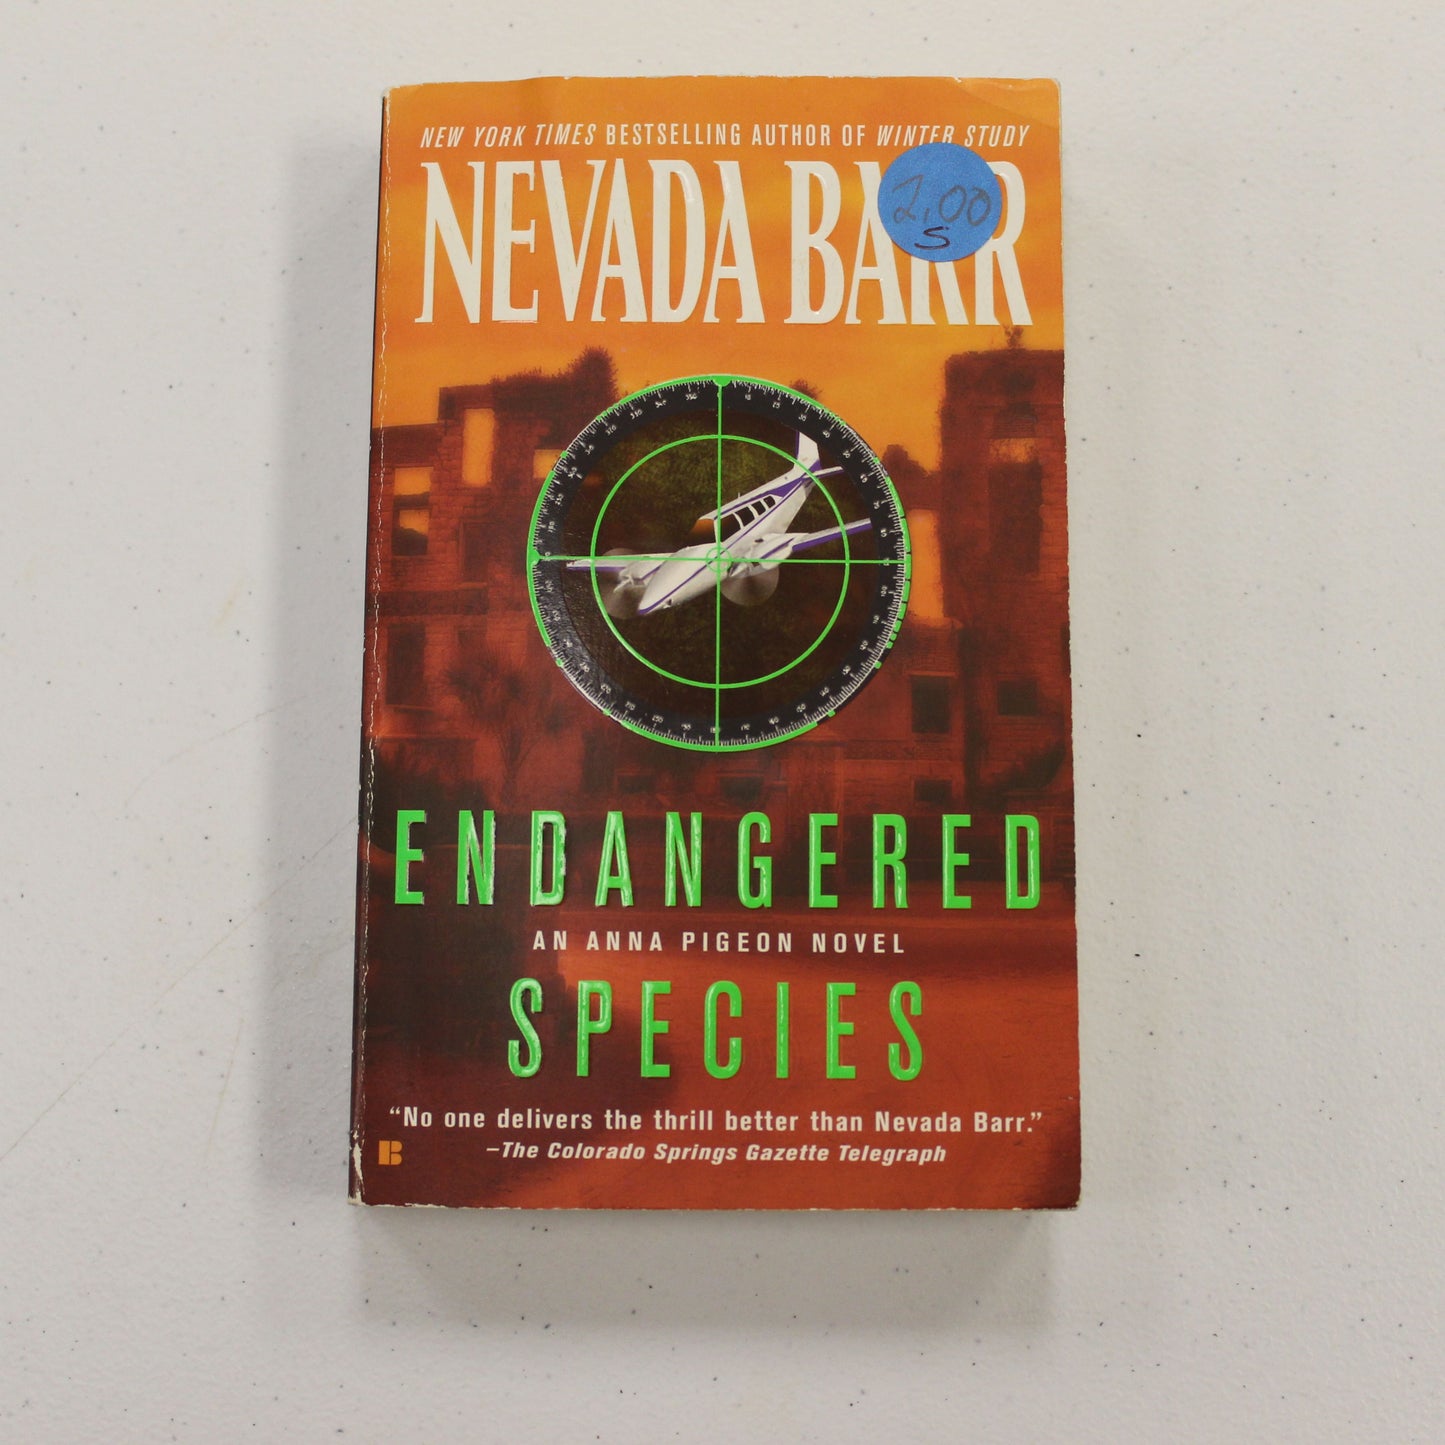 NEW YORK TIMES BESTSELLING AUTHOR OF WINTER STUDY
NEVADA BARR
2.00
S
ENDANGERED
AN ANNA PIGEON NOVEL
SPECIES
“No one delivers the thrill better than Nevada Barr.”
–The Colorado Springs Gazette Telegraph
B